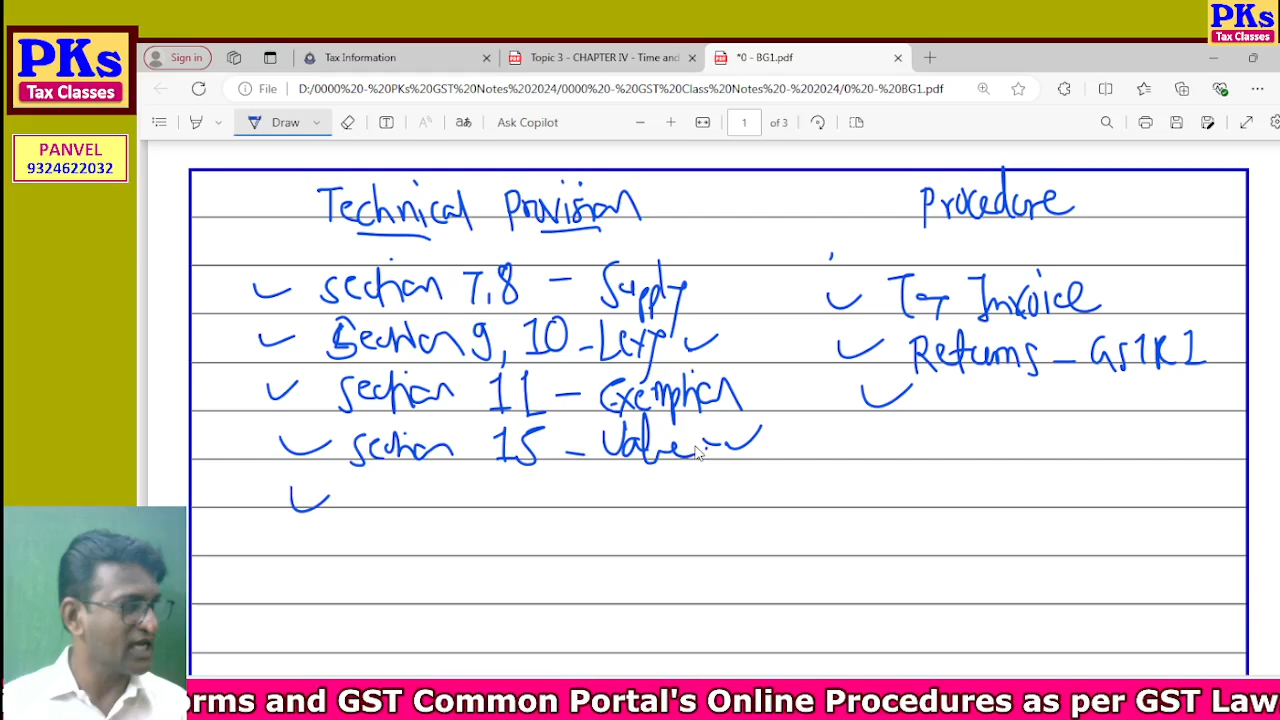 PKs
Tax Classes
PKs
Tax Classes
PANVEL
9324622032
Sign in
Tax Information
Topic 3 - CHAPTER IV - Time and
*0 - BG1.pdf
File
D:/0000%20-%20PKs%20GST%20Notes%202024/0000%20-%20GST%20Class%20Notes%20-%202024/0%20-%20BG1.pdf
Draw
Ask Copilot
1 of 3
Technical Provision
Procedure
section 7,8 - Supply
Tax Invoice
Section 9, 10 - Levy
Returns - GSTR1
section 11 - Exemption
section 15 - Value -
orms and GST Common Portal's Online Procedures as per GST Law